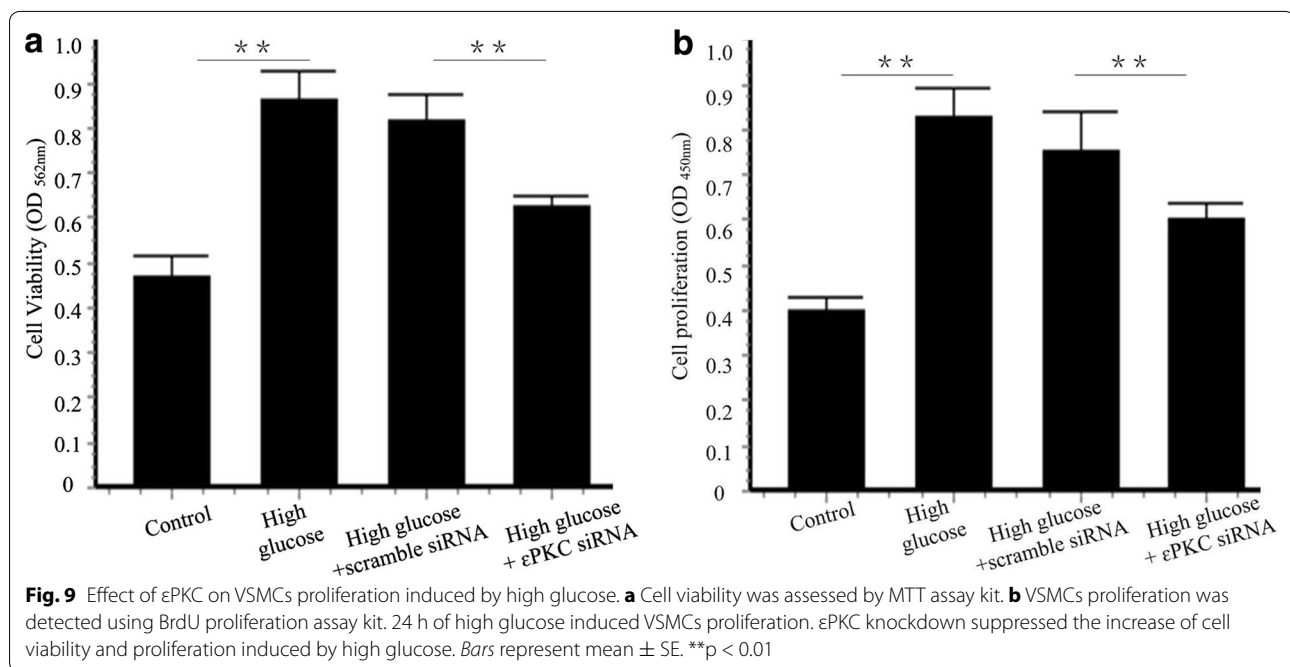 a
b
* *
* *
* *
* *
Cell Viability (OD 562nm)
1.0
0.9
0.8
0.7
0.6
0.5
0.4
0.3
0.2
0.1
0
Control
High
glucose
High glucose
+scramble siRNA
High glucose
+ εPKC siRNA
Cell proliferation (OD 450nm)
1.0
0.9
0.8
0.7
0.6
0.5
0.4
0.3
0.2
0.1
0
Control
High
glucose
High glucose
+scramble siRNA
High glucose
+ εPKC siRNA
Fig. 9 Effect of εPKC on VSMCs proliferation induced by high glucose. a Cell viability was assessed by MTT assay kit. b VSMCs proliferation was
detected using BrdU proliferation assay kit. 24 h of high glucose induced VSMCs proliferation. εPKC knockdown suppressed the increase of cell
viability and proliferation induced by high glucose. Bars represent mean ± SE. **p < 0.01